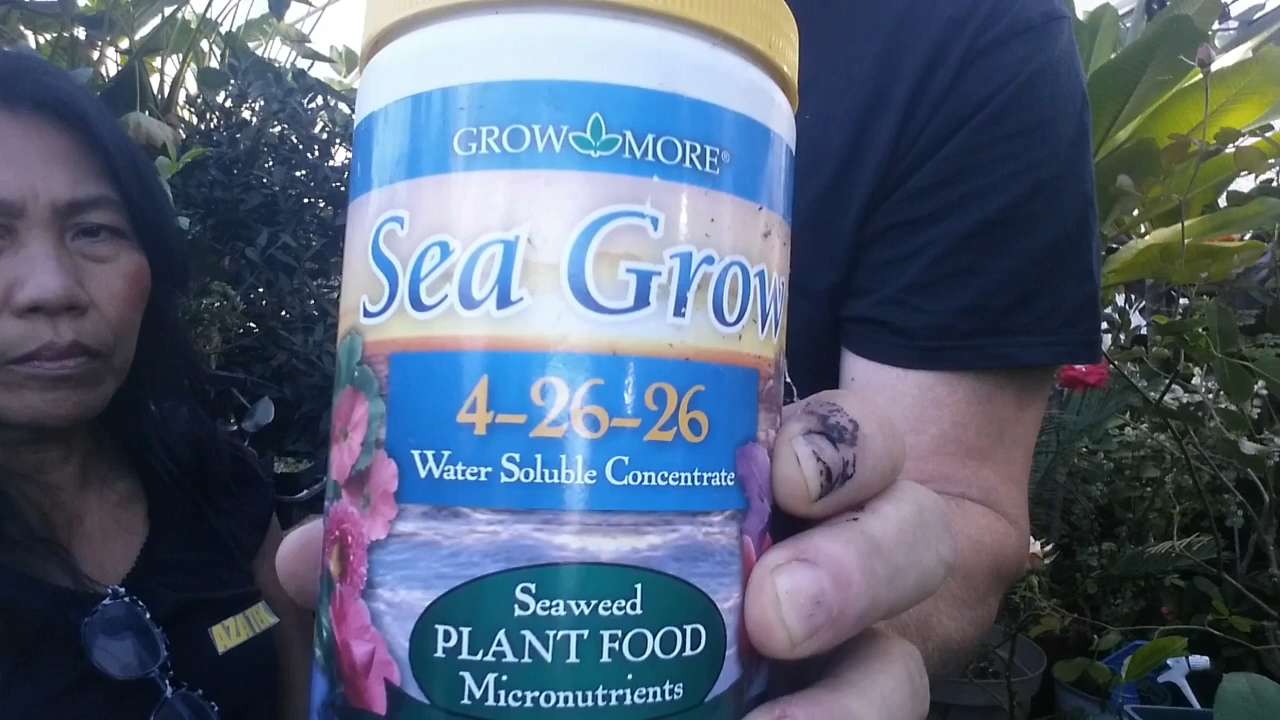 GROW MORE®
Sea Grow
4-26-26
Water Soluble Concentrate
Seaweed
PLANT FOOD
Micronutrients